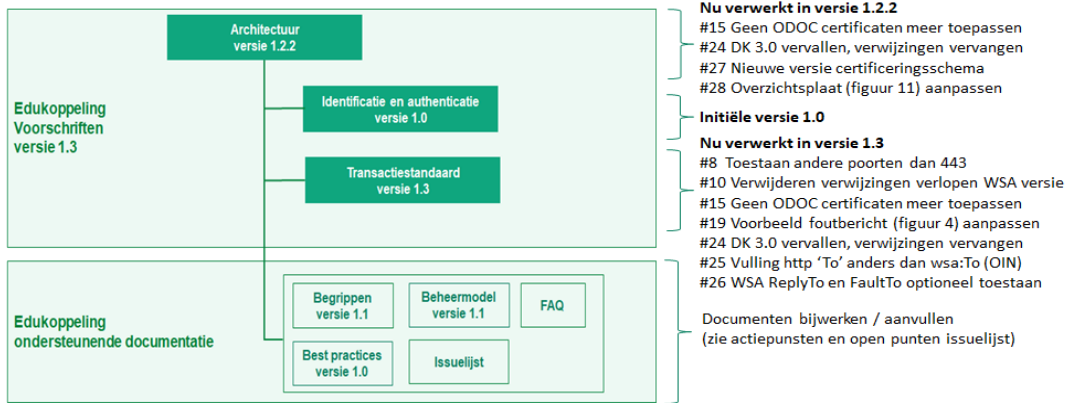 Architectuur
versie 1.2.2
Edukoppeling
Voorschriften
versie 1.3
Identificatie en authenticatie
versie 1.0
Transactiestandaard
versie 1.3
Nu verwerkt in versie 1.2.2
#15 Geen ODOC certificaten meer toepassen
#24 DK 3.0 vervallen, verwijzingen vervangen
#27 Nieuwe versie certificeringsschema
#28 Overzichtsplaat (figuur 11) aanpassen
Initiële versie 1.0
Nu verwerkt in versie 1.3
#8 Toestaan andere poorten dan 443
#10 Verwijderen verwijzingen verlopen WSA versie
#15 Geen ODOC certificaten meer toepassen
#19 Voorbeeld foutbericht (figuur 4) aanpassen
#24 DK 3.0 vervallen, verwijzingen vervangen
#25 Vulling http ‘To’ anders dan wsa:To (OIN)
#26 WSA ReplyTo en FaultTo optioneel toestaan
Edukoppeling
ondersteunende documentatie
Begrippen
versie 1.1
Beheermodel
versie 1.1
FAQ
Best practices
versie 1.0
Issuelijst
Documenten bijwerken / aanvullen
(zie actiepunsten en open punten issuelijst)